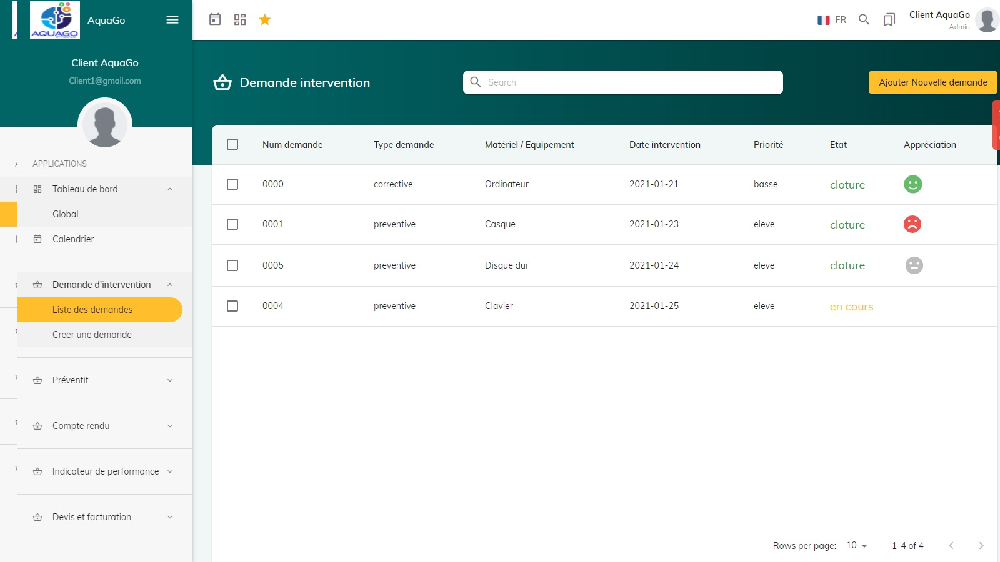 AQUAGO
AquaGo
FR
Client AquaGo
Admin
Client AquaGo
Client1@gmail.com
Demande intervention
Search
Ajouter Nouvelle demande
APPLICATIONS
Tableau de bord
Global
Calendrier
Demande d'intervention
Liste des demandes
Creer une demande
Préventif
Compte rendu
Indicateur de performance
Devis et facturation
Num demande Type demande Matériel / Equipement Date intervention Priorité Etat Appréciation
0000 corrective Ordinateur 2021-01-21 basse cloture
0001 preventive Casque 2021-01-23 eleve cloture
0005 preventive Disque dur 2021-01-24 eleve cloture
0004 preventive Clavier 2021-01-25 eleve en cours
Rows per page: 10 1-4 of 4